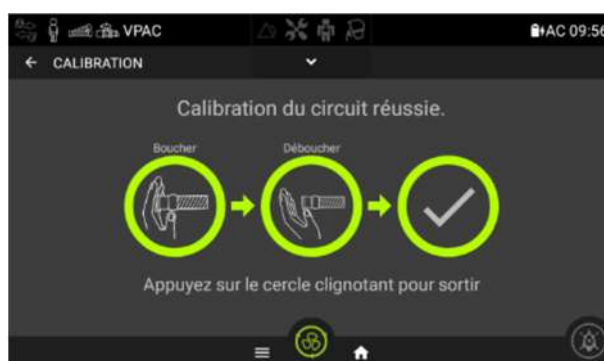 VPAC AC 09:56
CALIBRATION
Calibration du circuit réussie.
Boucher Déboucher
Appuyez sur le cercle clignotant pour sortir